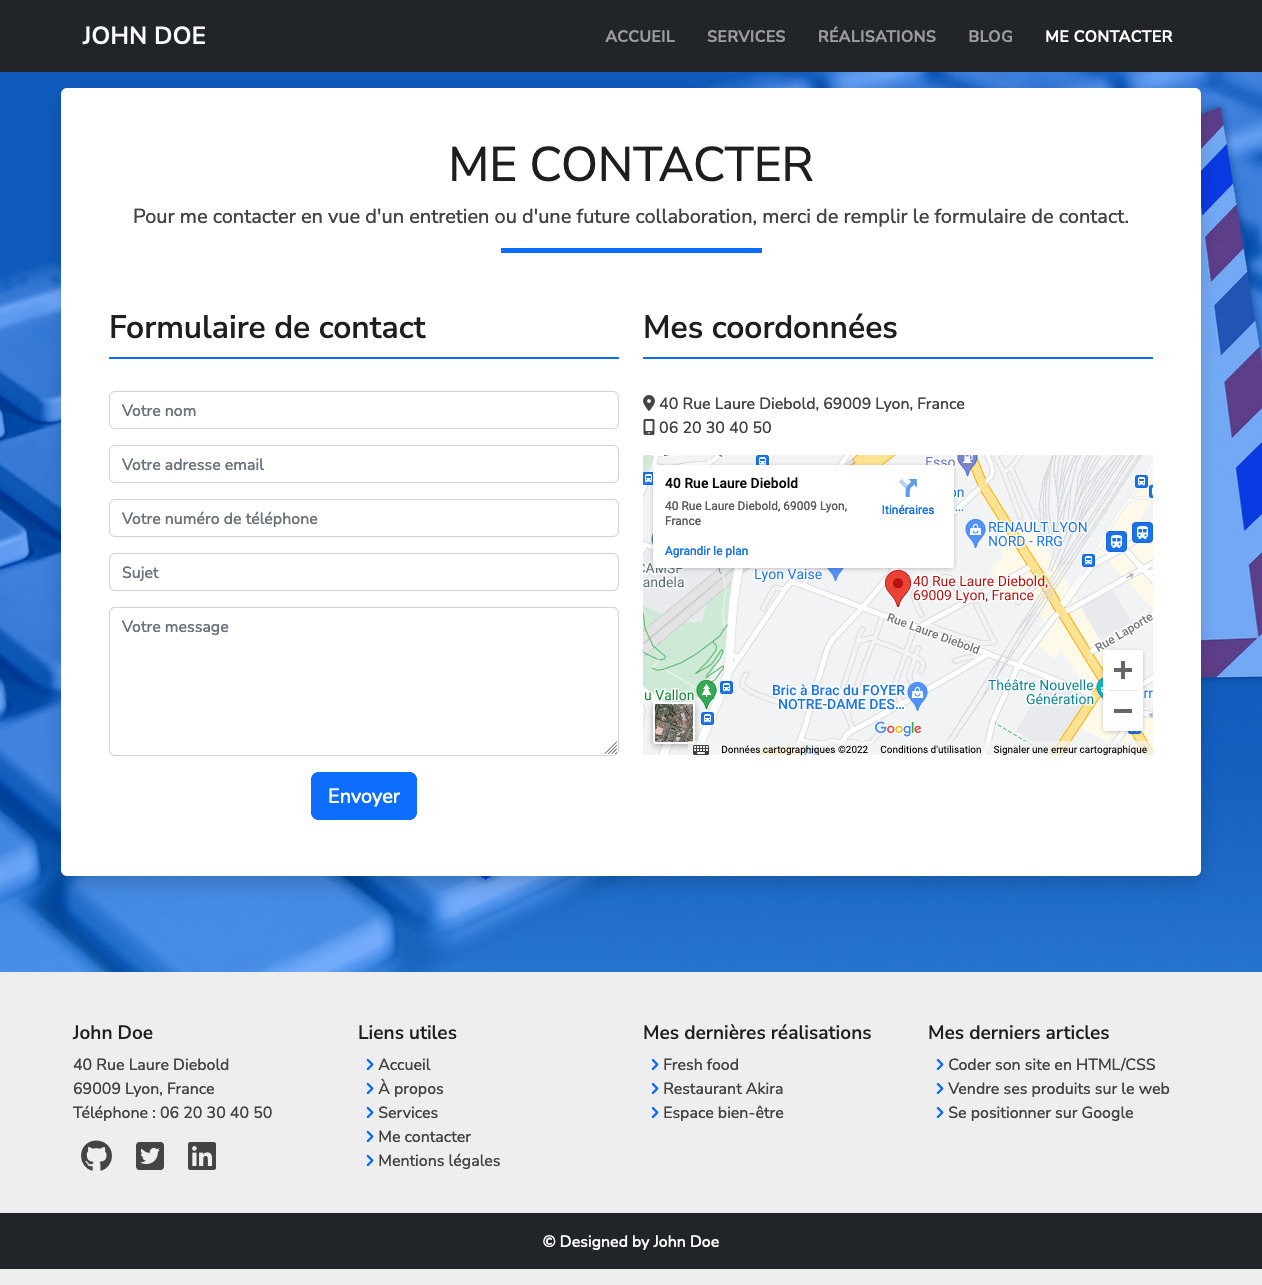 JOHN DOE
ACCUEIL SERVICES RÉALISATIONS BLOG ME CONTACTER
ME CONTACTER
Pour me contacter en vue d'un entretien ou d'une future collaboration, merci de remplir le formulaire de contact.
Formulaire de contact
Votre nom
Votre adresse email
Votre numéro de téléphone
Sujet
Votre message
Envoyer
Mes coordonnées
40 Rue Laure Diebold, 69009 Lyon, France
06 20 30 40 50
40 Rue Laure Diebold
40 Rue Laure Diebold, 69009 Lyon,
France
Agrandir le plan
Itinéraires
Esso
RENAULT LYON
NORD - RRG
Lyon Vaise
40 Rue Laure Diebold,
69009 Lyon, France
Rue Laure Diebold
Rue Laporte
Bric à Brac du FOYER
NOTRE-DAME DES...
Théâtre Nouvelle
Génération
u Vallon
Google
Données cartographiques ©2022 Conditions d'utilisation Signaler une erreur cartographique
John Doe
40 Rue Laure Diebold
69009 Lyon, France
Téléphone : 06 20 30 40 50
Liens utiles
Accueil
À propos
Services
Me contacter
Mentions légales
Mes dernières réalisations
Fresh food
Restaurant Akira
Espace bien-être
Mes derniers articles
Coder son site en HTML/CSS
Vendre ses produits sur le web
Se positionner sur Google
© Designed by John Doe